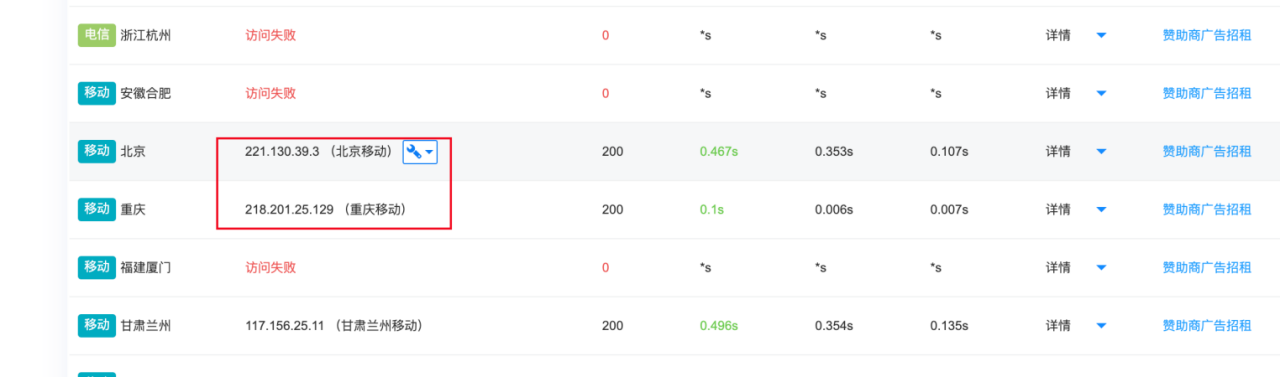 电信 浙江杭州 访问失败 0 *s *s *s 详情 赞助商广告招租
移动 安徽合肥 访问失败 0 *s *s *s 详情 赞助商广告招租
移动 北京 221.130.39.3 （北京移动） 200 0.467s 0.353s 0.107s 详情 赞助商广告招租
移动 重庆 218.201.25.129 （重庆移动） 200 0.1s 0.006s 0.007s 详情 赞助商广告招租
移动 福建厦门 访问失败 0 *s *s *s 详情 赞助商广告招租
移动 甘肃兰州 117.156.25.11 （甘肃兰州移动） 200 0.496s 0.354s 0.135s 详情 赞助商广告招租